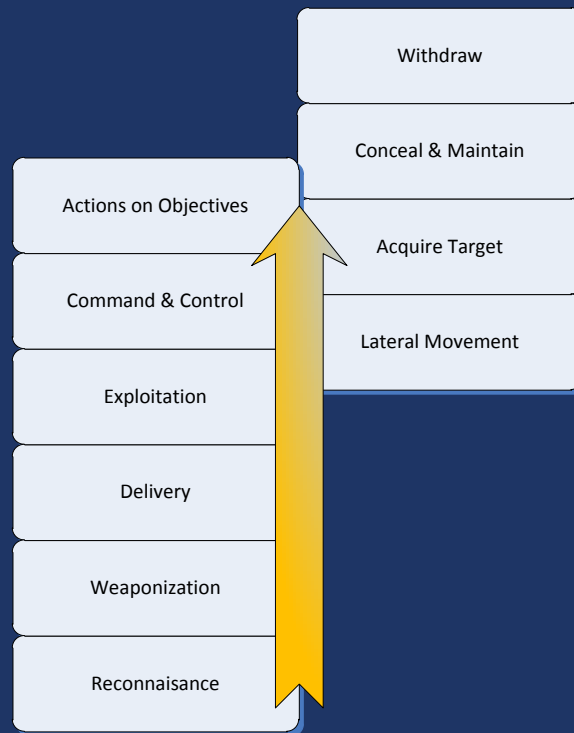 Withdraw
Conceal & Maintain
Actions on Objectives
Acquire Target
Command & Control
Lateral Movement
Exploitation
Delivery
Weaponization
Reconnaisance